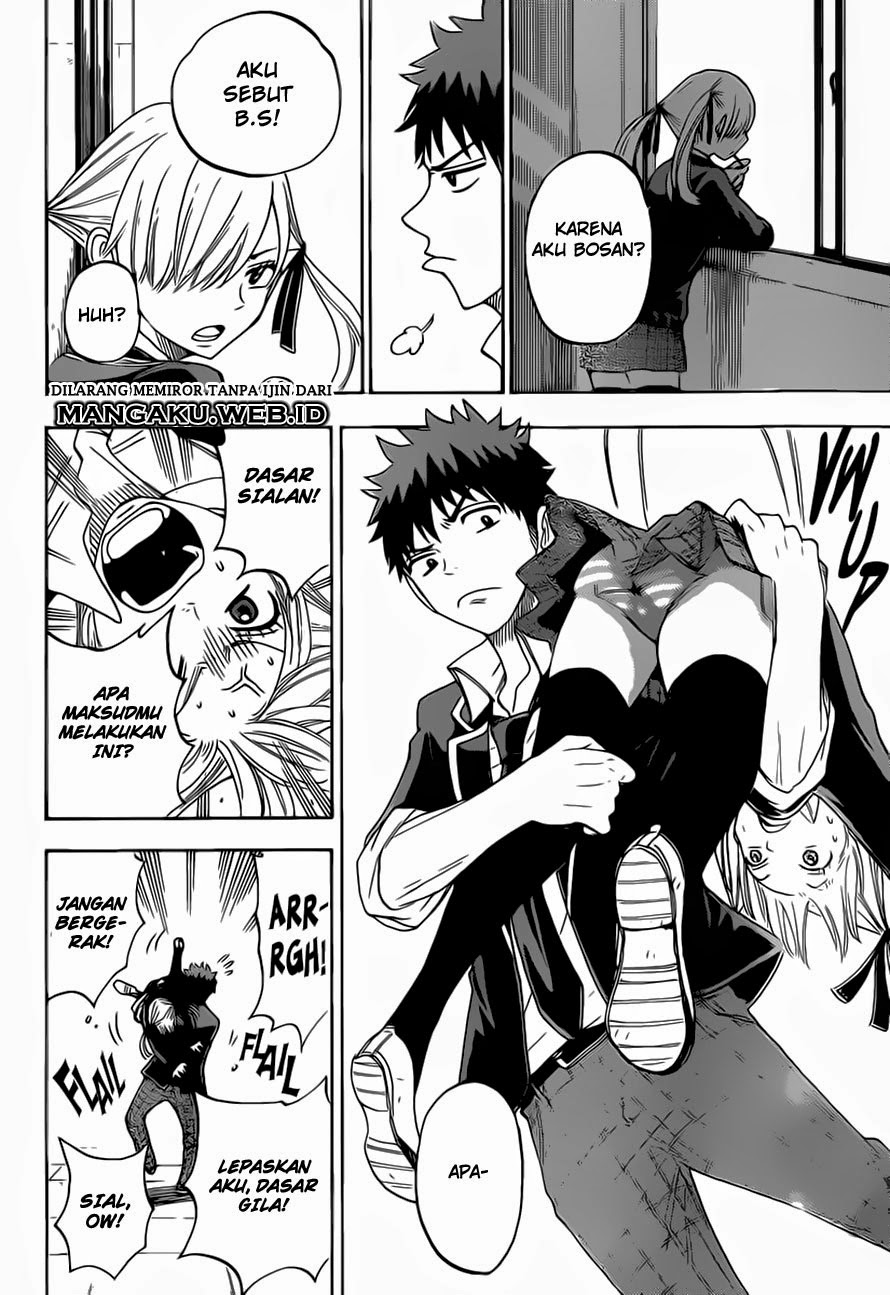 KARENA
AKU BOSAN?
AKU
SEBUT
B.S!
HUH?
DILARANG MEMIROR TANPA IJIN DARI
MANGAKU.WEB.ID
VWUP
APA-
DASAR
SIALAN!
APA
MAKSUDMU
MELAKUKAN
INI?
JANGAN
BERGE-
RAK!
ARR-
RGH!
FLAIL
FLAIL
LEPASKAN
AKU, DASAR
GILA!
SIAL,
OW!